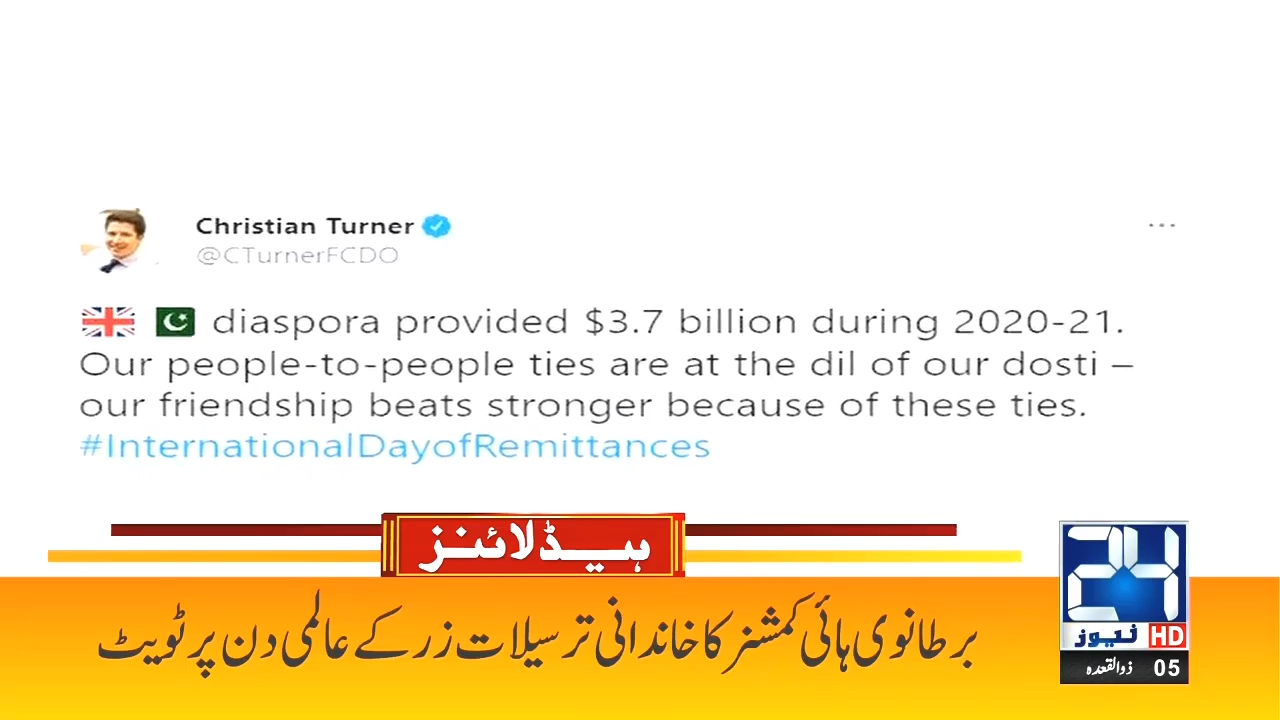 Christian Turner
@CTurnerFCDO
...
🇬🇧 🇵🇰 diaspora provided $3.7 billion during 2020-21.
Our people-to-people ties are at the dil of our dosti –
our friendship beats stronger because of these ties.
#InternationalDayofRemittances
ہیڈلائنز
برطانوی ہائی کمشنر کا خاندانی ترسیلات زر کے عالمی دن پر ٹویٹ
24
نیوز HD
05 ذوالقعدہ